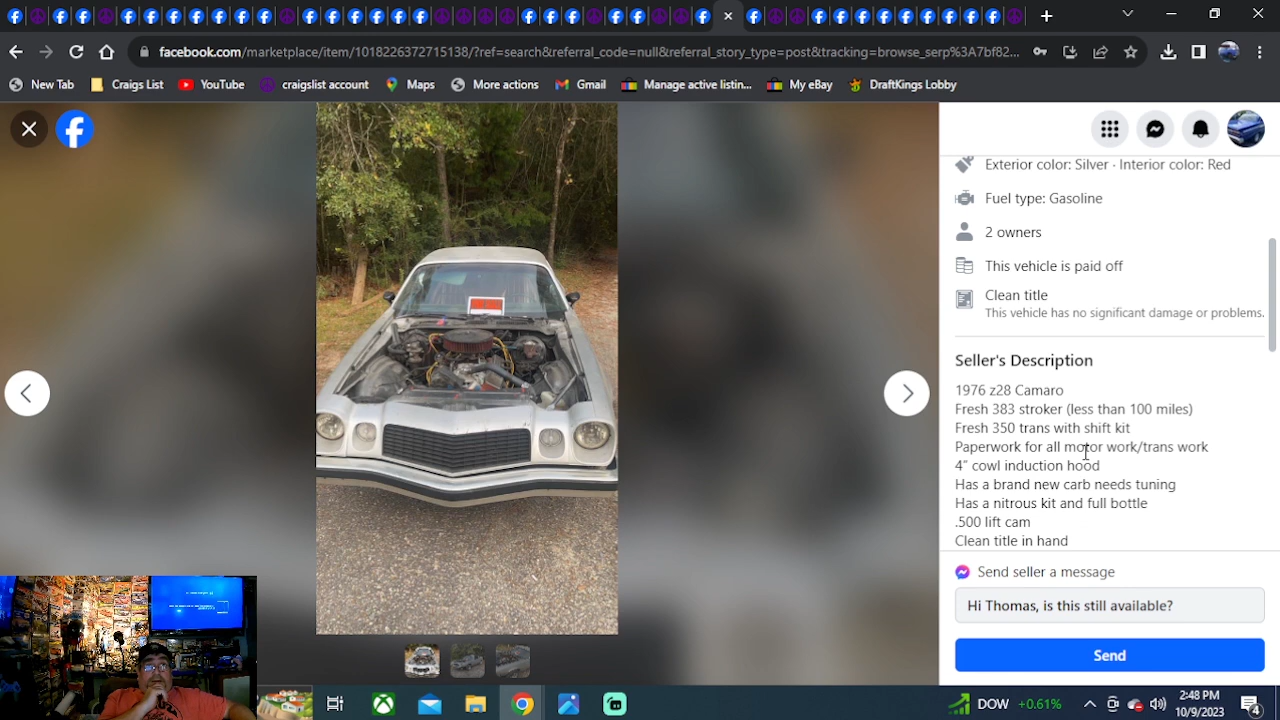 facebook.com/marketplace/item/1018226372715138/?ref=search&referral_code=null&referral_story_type=post&tracking=browse_serp%3A7bf82...
New Tab
Craigs List
YouTube
craigslist account
Maps
More actions
Gmail
Manage active listin...
My eBay
DraftKings Lobby
Exterior color: Silver · Interior color: Red
Fuel type: Gasoline
2 owners
This vehicle is paid off
Clean title
This vehicle has no significant damage or problems.
Seller's Description
1976 z28 Camaro
Fresh 383 stroker (less than 100 miles)
Fresh 350 trans with shift kit
Paperwork for all motor work/trans work
4” cowl induction hood
Has a brand new carb needs tuning
Has a nitrous kit and full bottle
.500 lift cam
Clean title in hand
Send seller a message
Hi Thomas, is this still available?
Send
DOW +0.61%
2:48 PM
10/9/2023
4